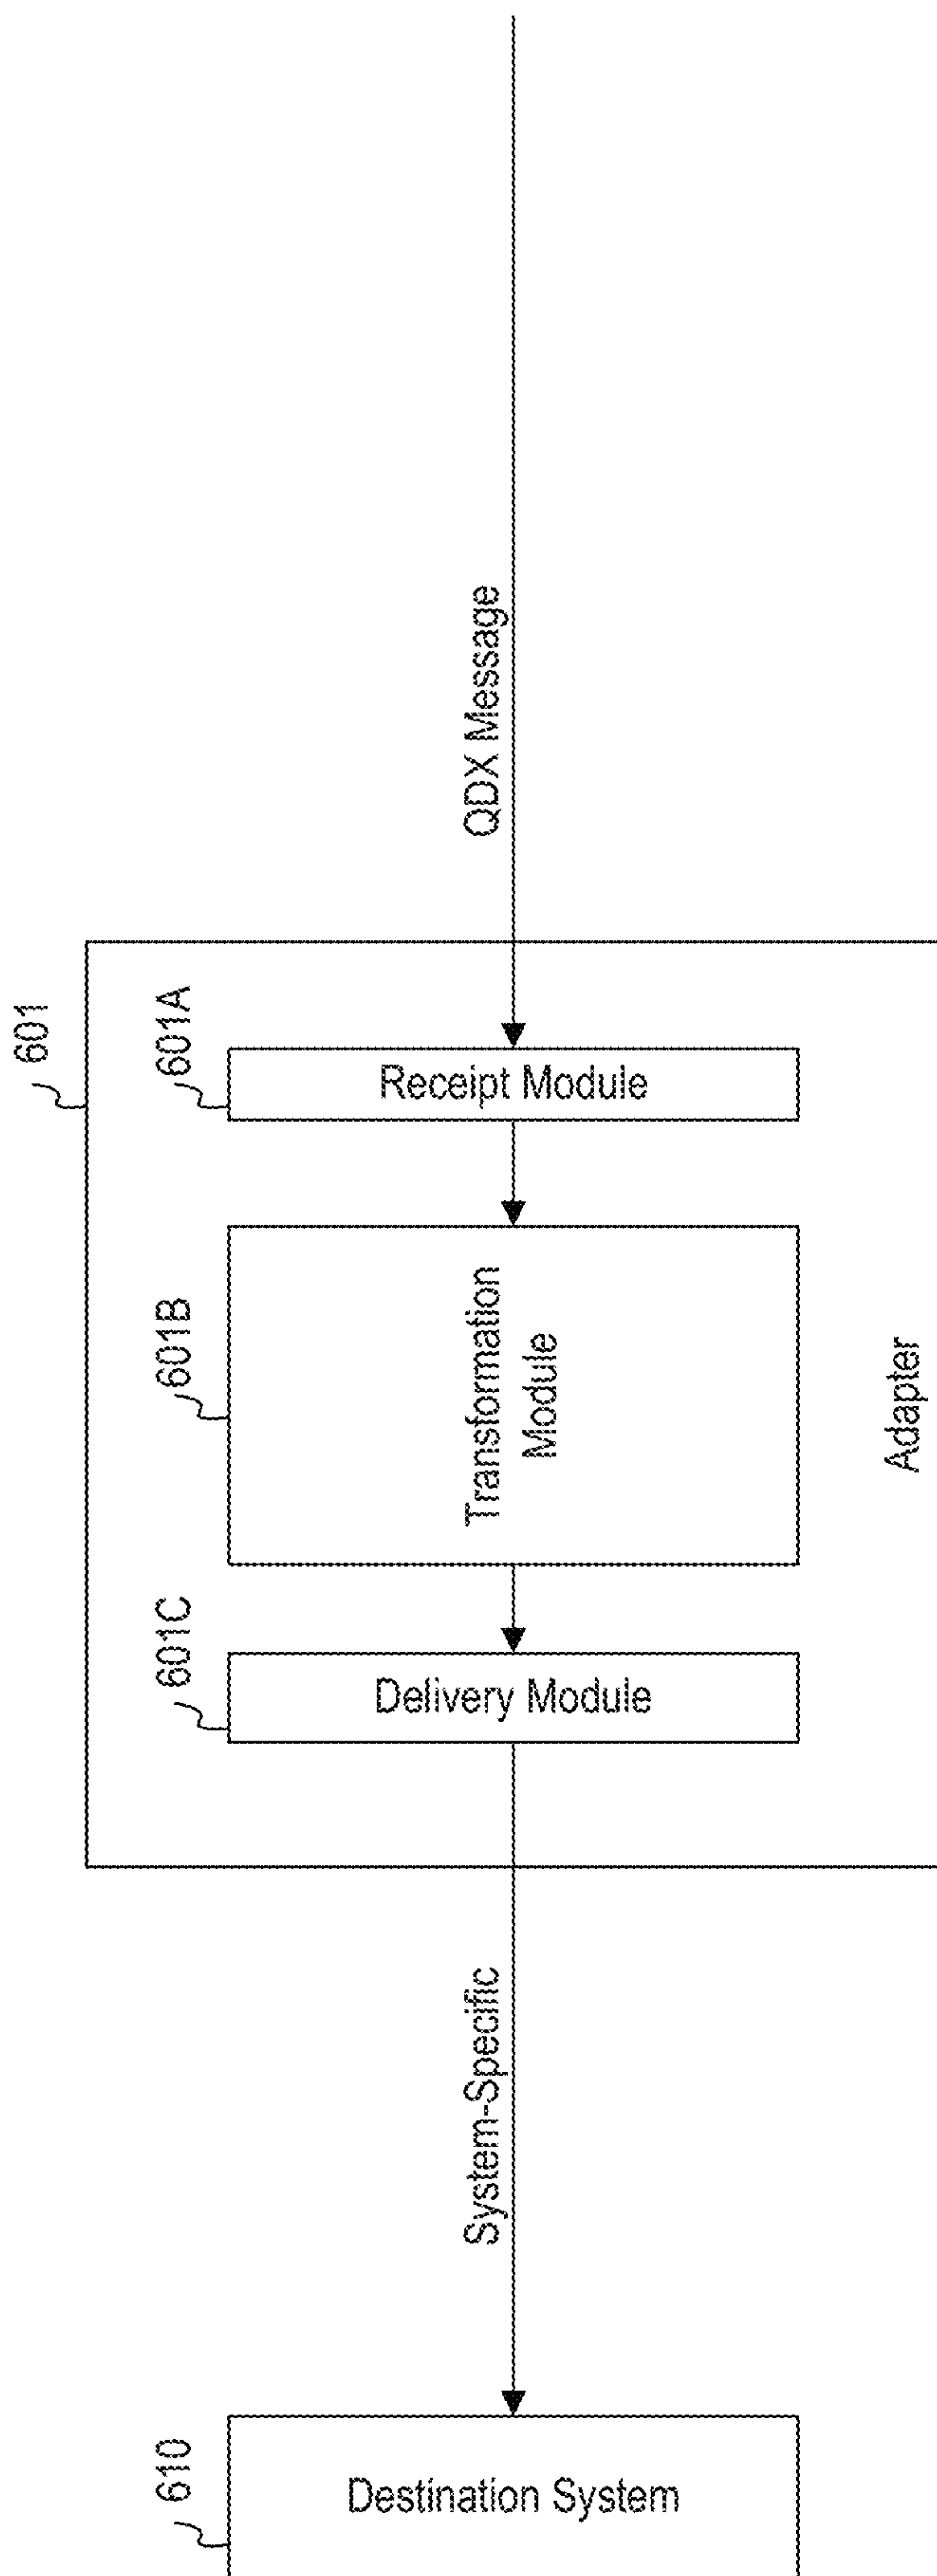 QDX Message
601
601A
Receipt Module
601B
Transformation
Module
Adapter
601C
Delivery Module
System-Specific
610
Destination System